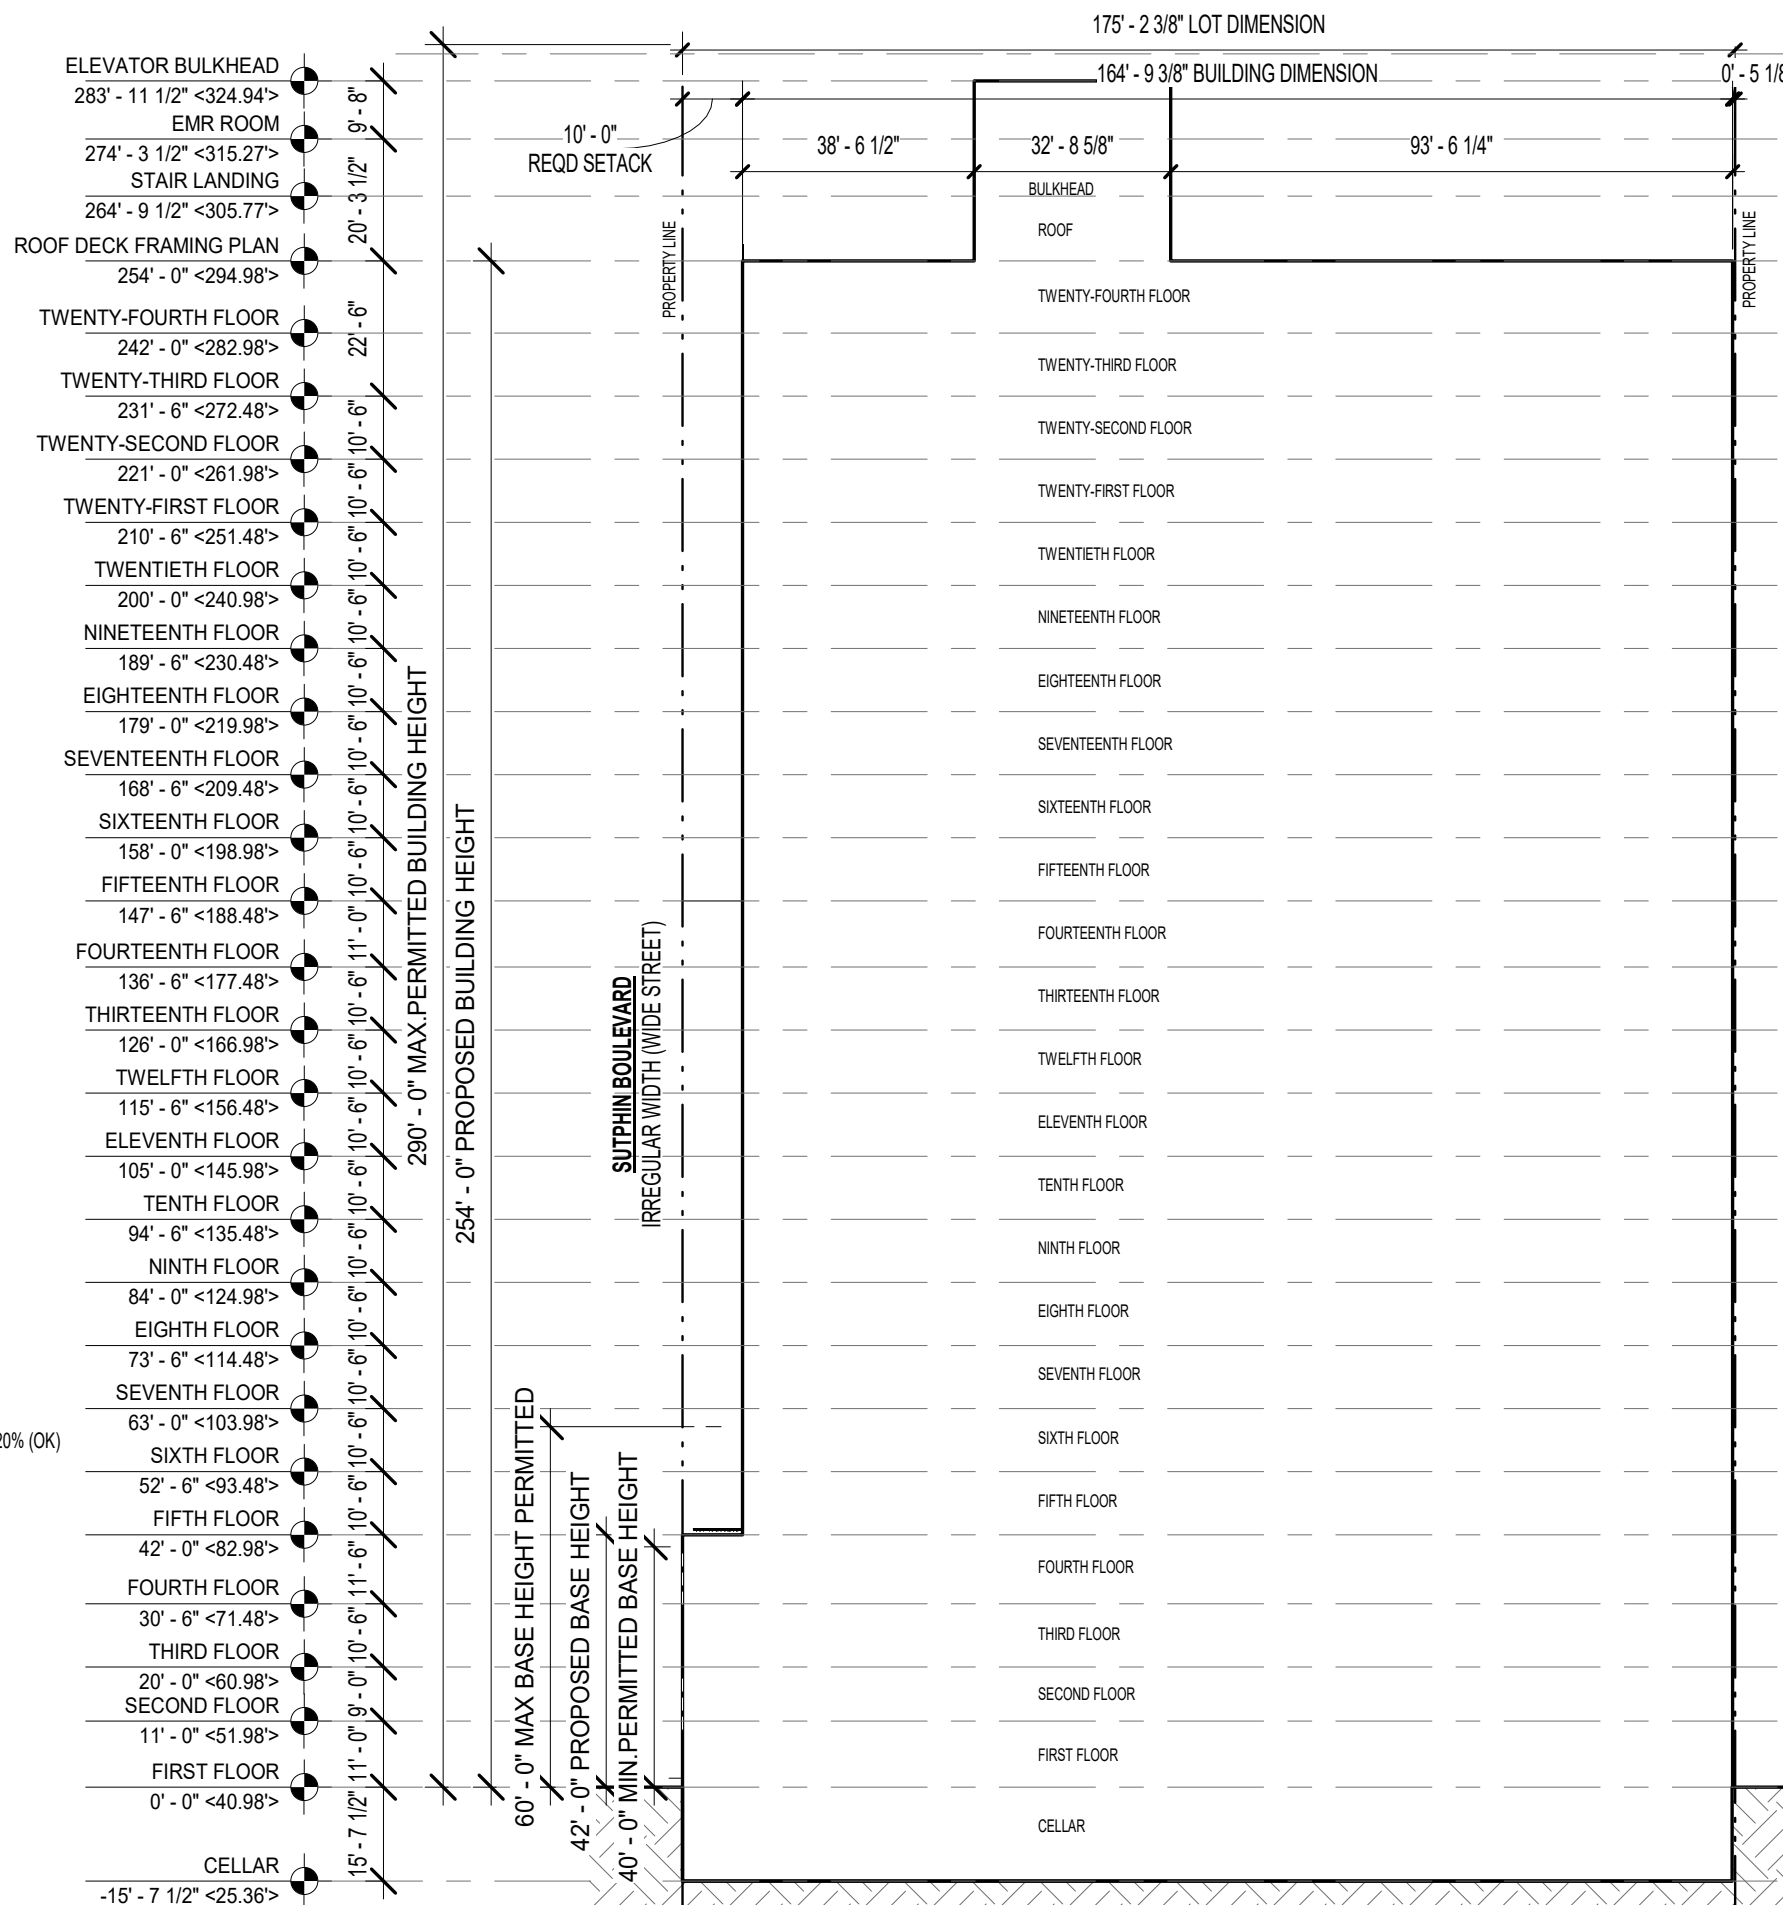 175' - 2 3/8" LOT DIMENSION
164' - 9 3/8" BUILDING DIMENSION
0' - 5 1/8
10' - 0"
REQD SETACK
38' - 6 1/2"
32' - 8 5/8"
93' - 6 1/4"
ELEVATOR BULKHEAD
283' - 11 1/2" <324.94'>
EMR ROOM
274' - 3 1/2" <315.27'>
STAIR LANDING
264' - 9 1/2" <305.77'>
ROOF DECK FRAMING PLAN
254' - 0" <294.98'>
TWENTY-FOURTH FLOOR
242' - 0" <282.98'>
TWENTY-THIRD FLOOR
231' - 6" <272.48'>
TWENTY-SECOND FLOOR
221' - 0" <261.98'>
TWENTY-FIRST FLOOR
210' - 6" <251.48'>
TWENTIETH FLOOR
200' - 0" <240.98'>
NINETEENTH FLOOR
189' - 6" <230.48'>
EIGHTEENTH FLOOR
179' - 0" <219.98'>
SEVENTEENTH FLOOR
168' - 6" <209.48'>
SIXTEENTH FLOOR
158' - 0" <198.98'>
FIFTEENTH FLOOR
147' - 6" <188.48'>
FOURTEENTH FLOOR
136' - 6" <177.48'>
THIRTEENTH FLOOR
126' - 0" <166.98'>
TWELFTH FLOOR
115' - 6" <156.48'>
ELEVENTH FLOOR
105' - 0" <145.98'>
TENTH FLOOR
94' - 6" <135.48'>
NINTH FLOOR
84' - 0" <124.98'>
EIGHTH FLOOR
73' - 6" <114.48'>
SEVENTH FLOOR
63' - 0" <103.98'>
20% (OK)
SIXTH FLOOR
52' - 6" <93.48'>
FIFTH FLOOR
42' - 0" <82.98'>
FOURTH FLOOR
30' - 6" <71.48'>
THIRD FLOOR
20' - 0" <60.98'>
SECOND FLOOR
11' - 0" <51.98'>
FIRST FLOOR
0' - 0" <40.98'>
CELLAR
-15' - 7 1/2" <25.36'>
9' - 8"
20' - 3 1/2"
22' - 6"
10' - 6"
10' - 6"
10' - 6"
10' - 6"
10' - 6"
10' - 6"
10' - 6"
10' - 6"
11' - 0"
10' - 6"
10' - 6"
10' - 6"
10' - 6"
10' - 6"
10' - 6"
10' - 6"
10' - 6"
10' - 6"
11' - 6"
10' - 6"
9' - 0"
11' - 0"
15' - 7 1/2"
290' - 0" MAX.PERMITTED BUILDING HEIGHT
254' - 0" PROPOSED BUILDING HEIGHT
60' - 0" MAX BASE HEIGHT PERMITTED
42' - 0" PROPOSED BASE HEIGHT
40' - 0" MIN.PERMITTED BASE HEIGHT
SUTPHIN BOULEVARD
IRREGULAR WIDTH (WIDE STREET)
PROPERTY LINE
PROPERTY LINE
BULKHEAD
ROOF
TWENTY-FOURTH FLOOR
TWENTY-THIRD FLOOR
TWENTY-SECOND FLOOR
TWENTY-FIRST FLOOR
TWENTIETH FLOOR
NINETEENTH FLOOR
EIGHTEENTH FLOOR
SEVENTEENTH FLOOR
SIXTEENTH FLOOR
FIFTEENTH FLOOR
FOURTEENTH FLOOR
THIRTEENTH FLOOR
TWELFTH FLOOR
ELEVENTH FLOOR
TENTH FLOOR
NINTH FLOOR
EIGHTH FLOOR
SEVENTH FLOOR
SIXTH FLOOR
FIFTH FLOOR
FOURTH FLOOR
THIRD FLOOR
SECOND FLOOR
FIRST FLOOR
CELLAR